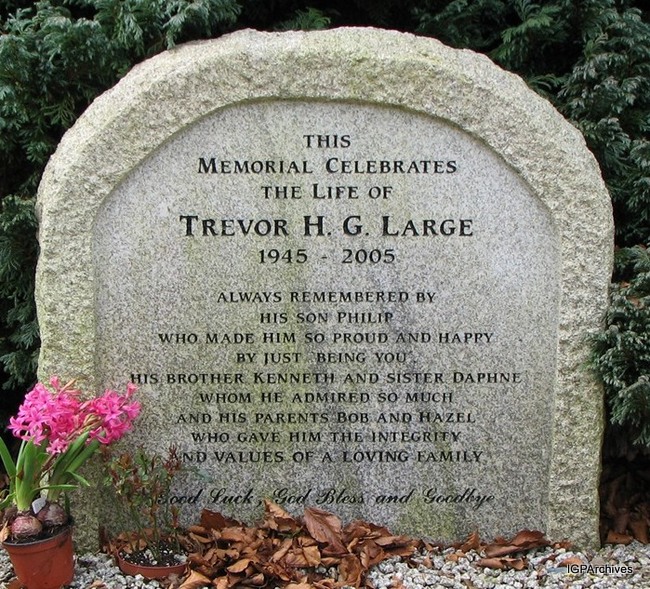 THIS
MEMORIAL CELEBRATES
THE LIFE OF
TREVOR H. G. LARGE
1945 - 2005
ALWAYS REMEMBERED BY
HIS SON PHILIP
WHO MADE HIM SO PROUD AND HAPPY
BY JUST "BEING YOU",
HIS BROTHER KENNETH AND SISTER DAPHNE
WHOM HE ADMIRED SO MUCH
AND HIS PARENTS BOB AND HAZEL
WHO GAVE HIM THE INTEGRITY
AND VALUES OF A LOVING FAMILY
Good Luck, God Bless and Goodbye
IGPArchives